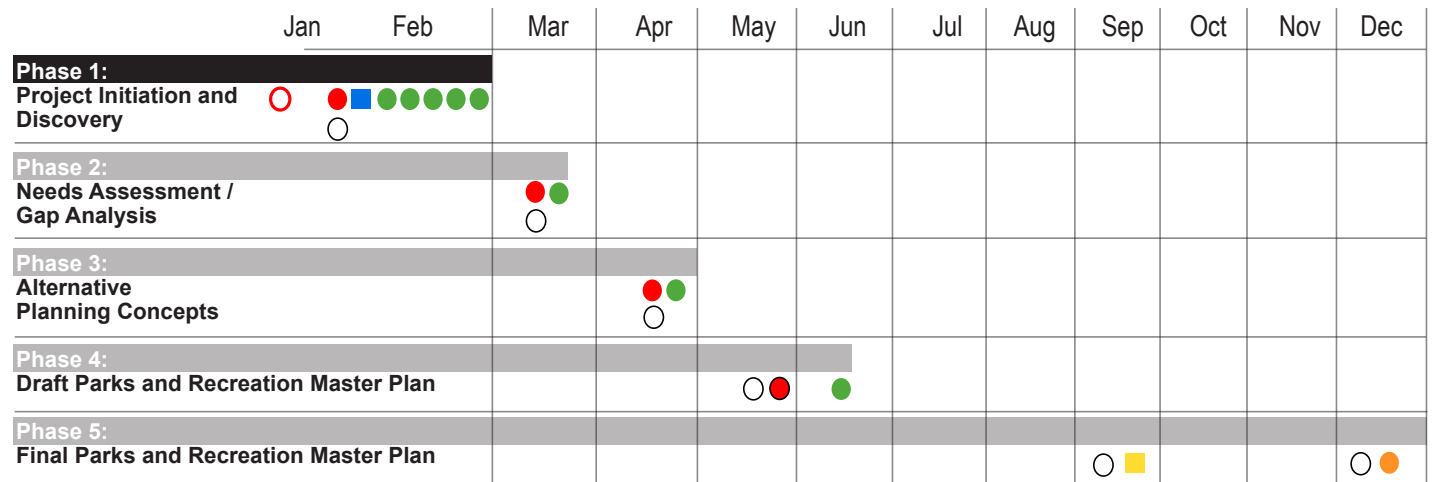 Jan Feb Mar Apr May Jun Jul Aug Sep Oct Nov Dec
Phase 1:
Project Initiation and
Discovery
Phase 2:
Needs Assessment /
Gap Analysis
Phase 3:
Alternative
Planning Concepts
Phase 4:
Draft Parks and Recreation Master Plan
Phase 5:
Final Parks and Recreation Master Plan